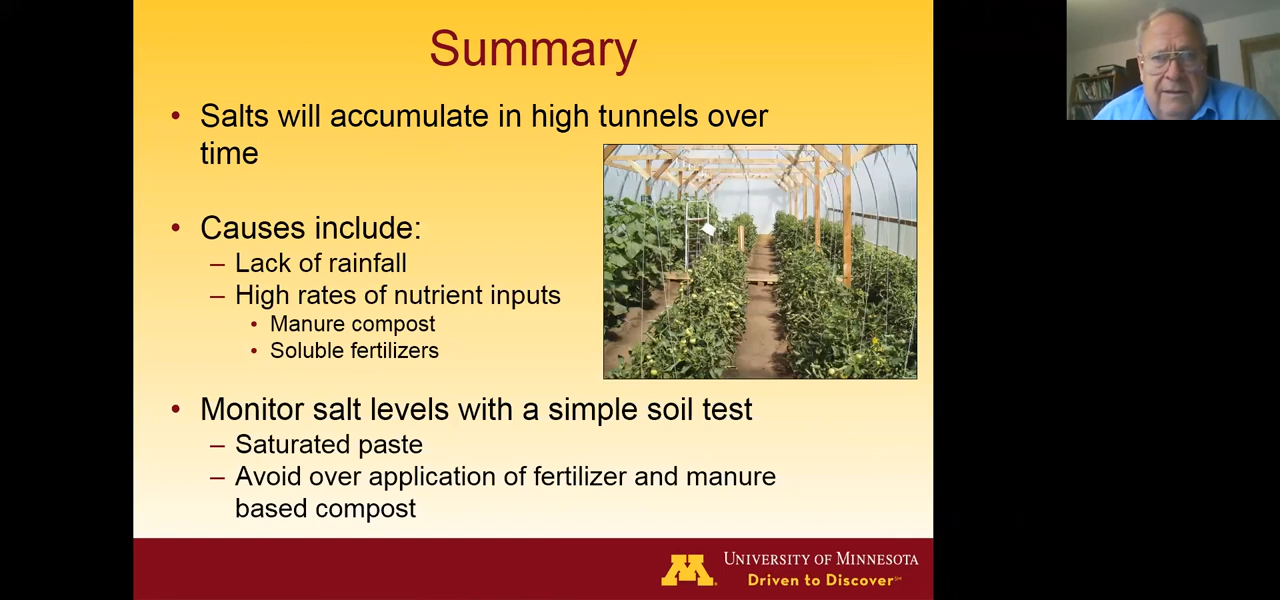 Summary
• Salts will accumulate in high tunnels over
time
• Causes include:
– Lack of rainfall
– High rates of nutrient inputs
• Manure compost
• Soluble fertilizers
• Monitor salt levels with a simple soil test
– Saturated paste
– Avoid over application of fertilizer and manure
based compost
M
UNIVERSITY OF MINNESOTA
Driven to Discover℠